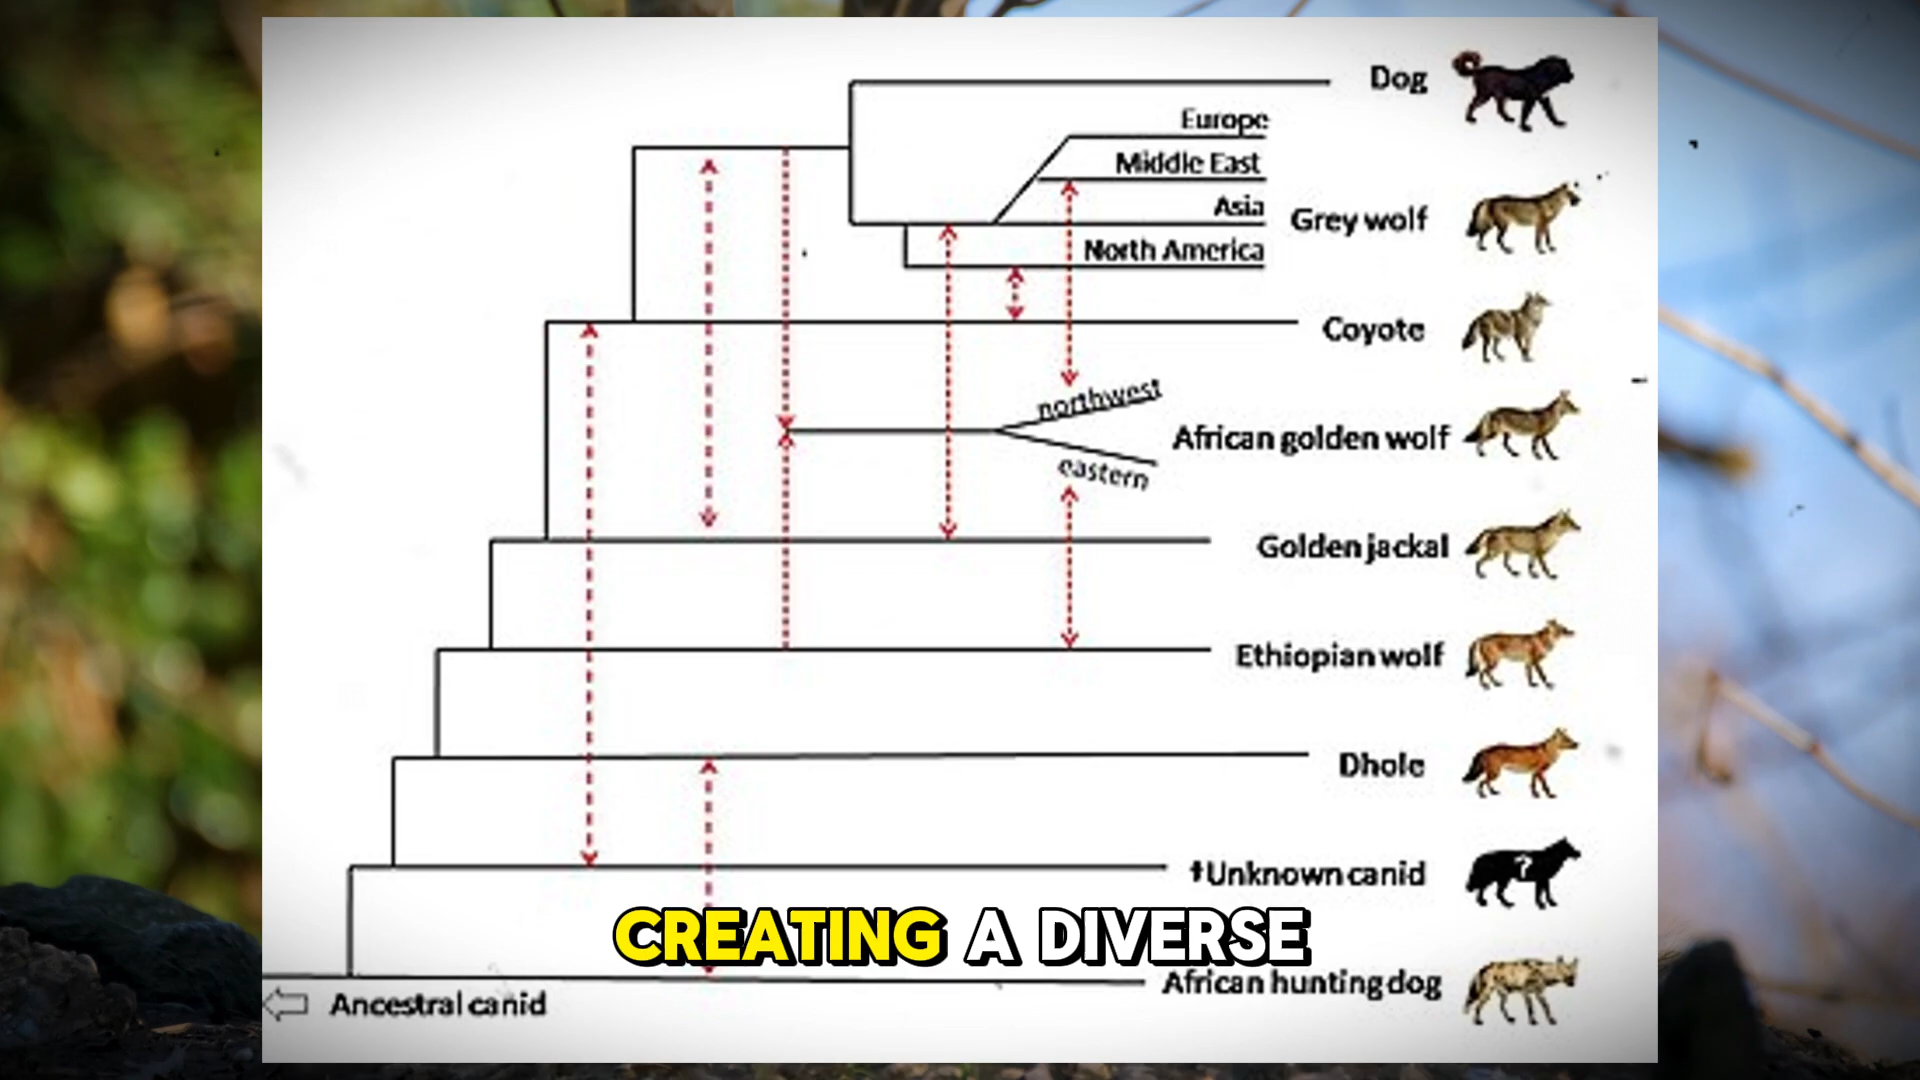 Dog
Europe
Middle East
Asia
Grey wolf
North America
Coyote
northwest
African golden wolf
eastern
Golden jackal
Ethiopian wolf
Dhole
†Unknown canid
?
CREATING A DIVERSE
African hunting dog
Ancestral canid